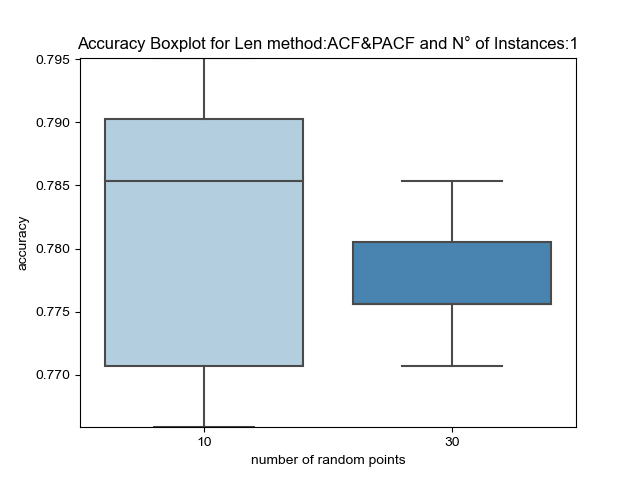 Accuracy Boxplot for Len method:ACF&PACF and N° of Instances:1
0.795
0.790
0.785
0.780
0.775
0.770
accuracy
10
30
number of random points